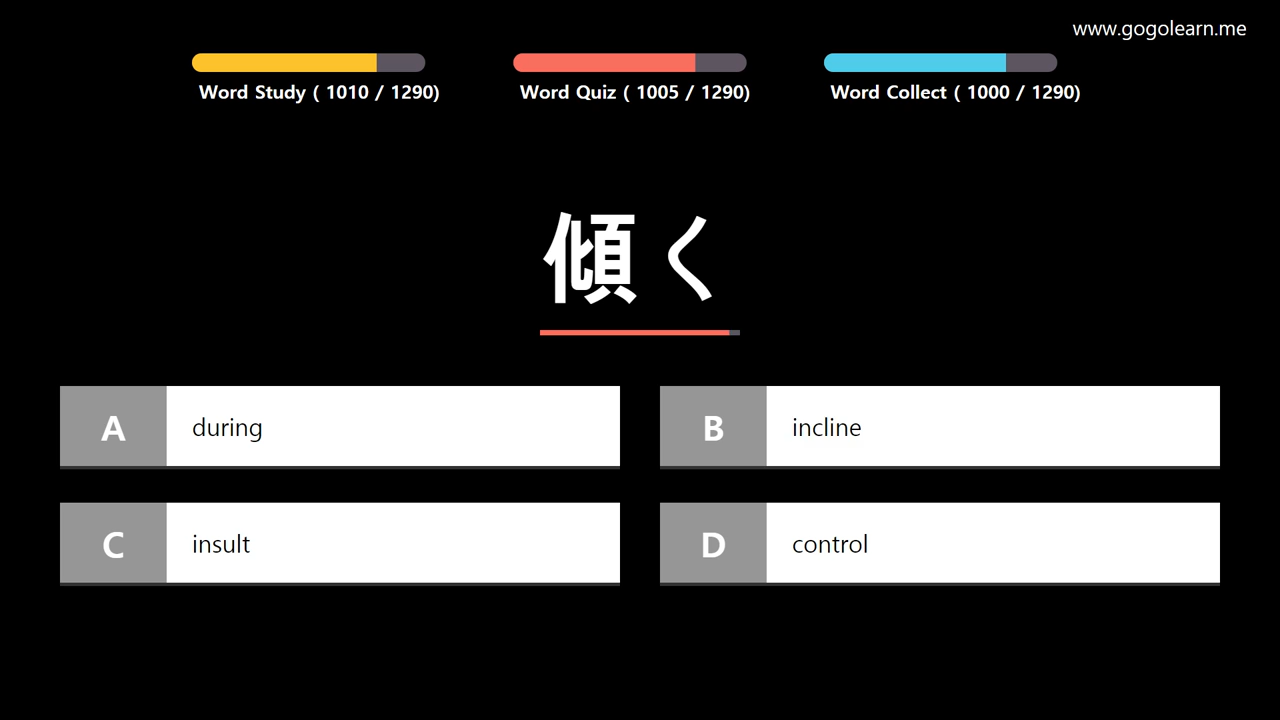 www.gogolearn.me
Word Study ( 1010 / 1290)
Word Quiz ( 1005 / 1290)
Word Collect ( 1000 / 1290)
傾く
A during
B incline
C insult
D control